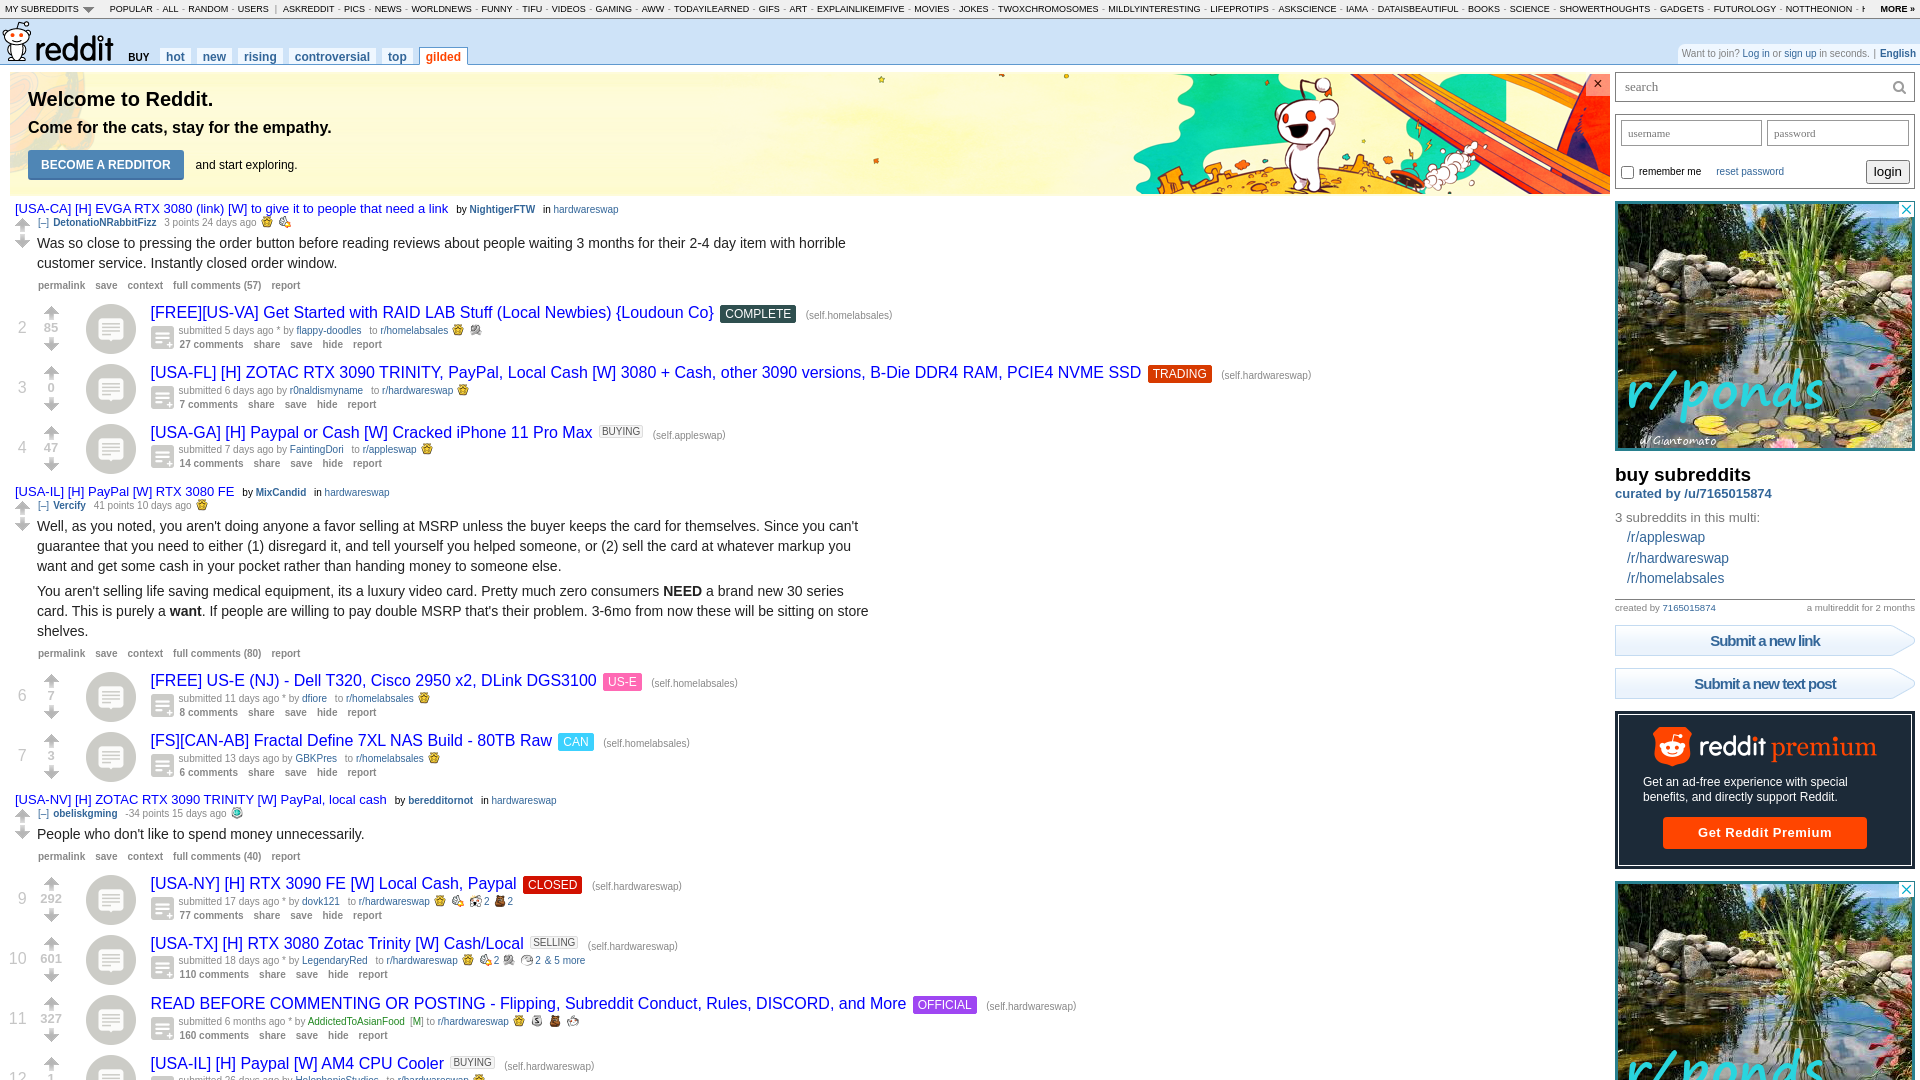 MY SUBREDDITS POPULAR - ALL - RANDOM - USERS | ASKREDDIT - PICS - NEWS - WORLDNEWS - FUNNY - TIFU - VIDEOS - GAMING - AWW - TODAYILEARNED - GIFS - ART - EXPLAINLIKEIMFIVE - MOVIES - JOKES - TWOXCHROMOSOMES - MILDLYINTERESTING - LIFEPROTIPS - ASKSCIENCE - IAMA - DATAISBEAUTIFUL - BOOKS - SCIENCE - SHOWERTHOUGHTS - GADGETS - FUTUROLOGY - NOTTHEONION - MORE »
reddit BUY hot new rising controversial top gilded
Want to join? Log in or sign up in seconds. | English
Welcome to Reddit.
Come for the cats, stay for the empathy.
BECOME A REDDITOR and start exploring.
×
[USA-CA] [H] EVGA RTX 3080 (link) [W] to give it to people that need a link by NightigerFTW in hardwareswap
[–] DetonatioNRabbitFizz 3 points 24 days ago
Was so close to pressing the order button before reading reviews about people waiting 3 months for their 2-4 day item with horrible
customer service. Instantly closed order window.
permalink save context full comments (57) report
2
85
[FREE][US-VA] Get Started with RAID LAB Stuff (Local Newbies) {Loudoun Co} COMPLETE (self.homelabsales)
submitted 5 days ago * by flappy-doodles to r/homelabsales
27 comments share save hide report
3
0
[USA-FL] [H] ZOTAC RTX 3090 TRINITY, PayPal, Local Cash [W] 3080 + Cash, other 3090 versions, B-Die DDR4 RAM, PCIE4 NVME SSD TRADING (self.hardwareswap)
submitted 6 days ago by r0naldismyname to r/hardwareswap
7 comments share save hide report
4
47
[USA-GA] [H] Paypal or Cash [W] Cracked iPhone 11 Pro Max BUYING (self.appleswap)
submitted 7 days ago by FaintingDori to r/appleswap
14 comments share save hide report
[USA-IL] [H] PayPal [W] RTX 3080 FE by MixCandid in hardwareswap
[–] Vercify 41 points 10 days ago
Well, as you noted, you aren't doing anyone a favor selling at MSRP unless the buyer keeps the card for themselves. Since you can't
guarantee that you need to either (1) disregard it, and tell yourself you helped someone, or (2) sell the card at whatever markup you
want and get some cash in your pocket rather than handing money to someone else.
You aren't selling life saving medical equipment, its a luxury video card. Pretty much zero consumers NEED a brand new 30 series
card. This is purely a want. If people are willing to pay double MSRP that's their problem. 3-6mo from now these will be sitting on store
shelves.
permalink save context full comments (80) report
6
7
[FREE] US-E (NJ) - Dell T320, Cisco 2950 x2, DLink DGS3100 US-E (self.homelabsales)
submitted 11 days ago * by dfiore to r/homelabsales
8 comments share save hide report
7
3
[FS][CAN-AB] Fractal Define 7XL NAS Build - 80TB Raw CAN (self.homelabsales)
submitted 13 days ago by GBKPres to r/homelabsales
6 comments share save hide report
[USA-NV] [H] ZOTAC RTX 3090 TRINITY [W] PayPal, local cash by beredditornot in hardwareswap
[–] obeliskgming -34 points 15 days ago
People who don't like to spend money unnecessarily.
permalink save context full comments (40) report
9
292
[USA-NY] [H] RTX 3090 FE [W] Local Cash, Paypal CLOSED (self.hardwareswap)
submitted 17 days ago * by dovk121 to r/hardwareswap 2 2
77 comments share save hide report
10
601
[USA-TX] [H] RTX 3080 Zotac Trinity [W] Cash/Local SELLING (self.hardwareswap)
submitted 18 days ago * by LegendaryRed to r/hardwareswap 2 2 & 5 more
110 comments share save hide report
11
327
READ BEFORE COMMENTING OR POSTING - Flipping, Subreddit Conduct, Rules, DISCORD, and More OFFICIAL (self.hardwareswap)
submitted 6 months ago * by AddictedToAsianFood [M] to r/hardwareswap
160 comments share save hide report
12
1
[USA-IL] [H] Paypal [W] AM4 CPU Cooler BUYING (self.hardwareswap)
submitted 26 days ago by HolophonicStudios to r/hardwareswap
search
username password
remember me reset password login
r/ponds
u/Giantomato
buy subreddits
curated by /u/7165015874
3 subreddits in this multi:
/r/appleswap
/r/hardwareswap
/r/homelabsales
created by 7165015874 a multireddit for 2 months
Submit a new link
Submit a new text post
reddit premium
Get an ad-free experience with special
benefits, and directly support Reddit.
Get Reddit Premium
r/ponds